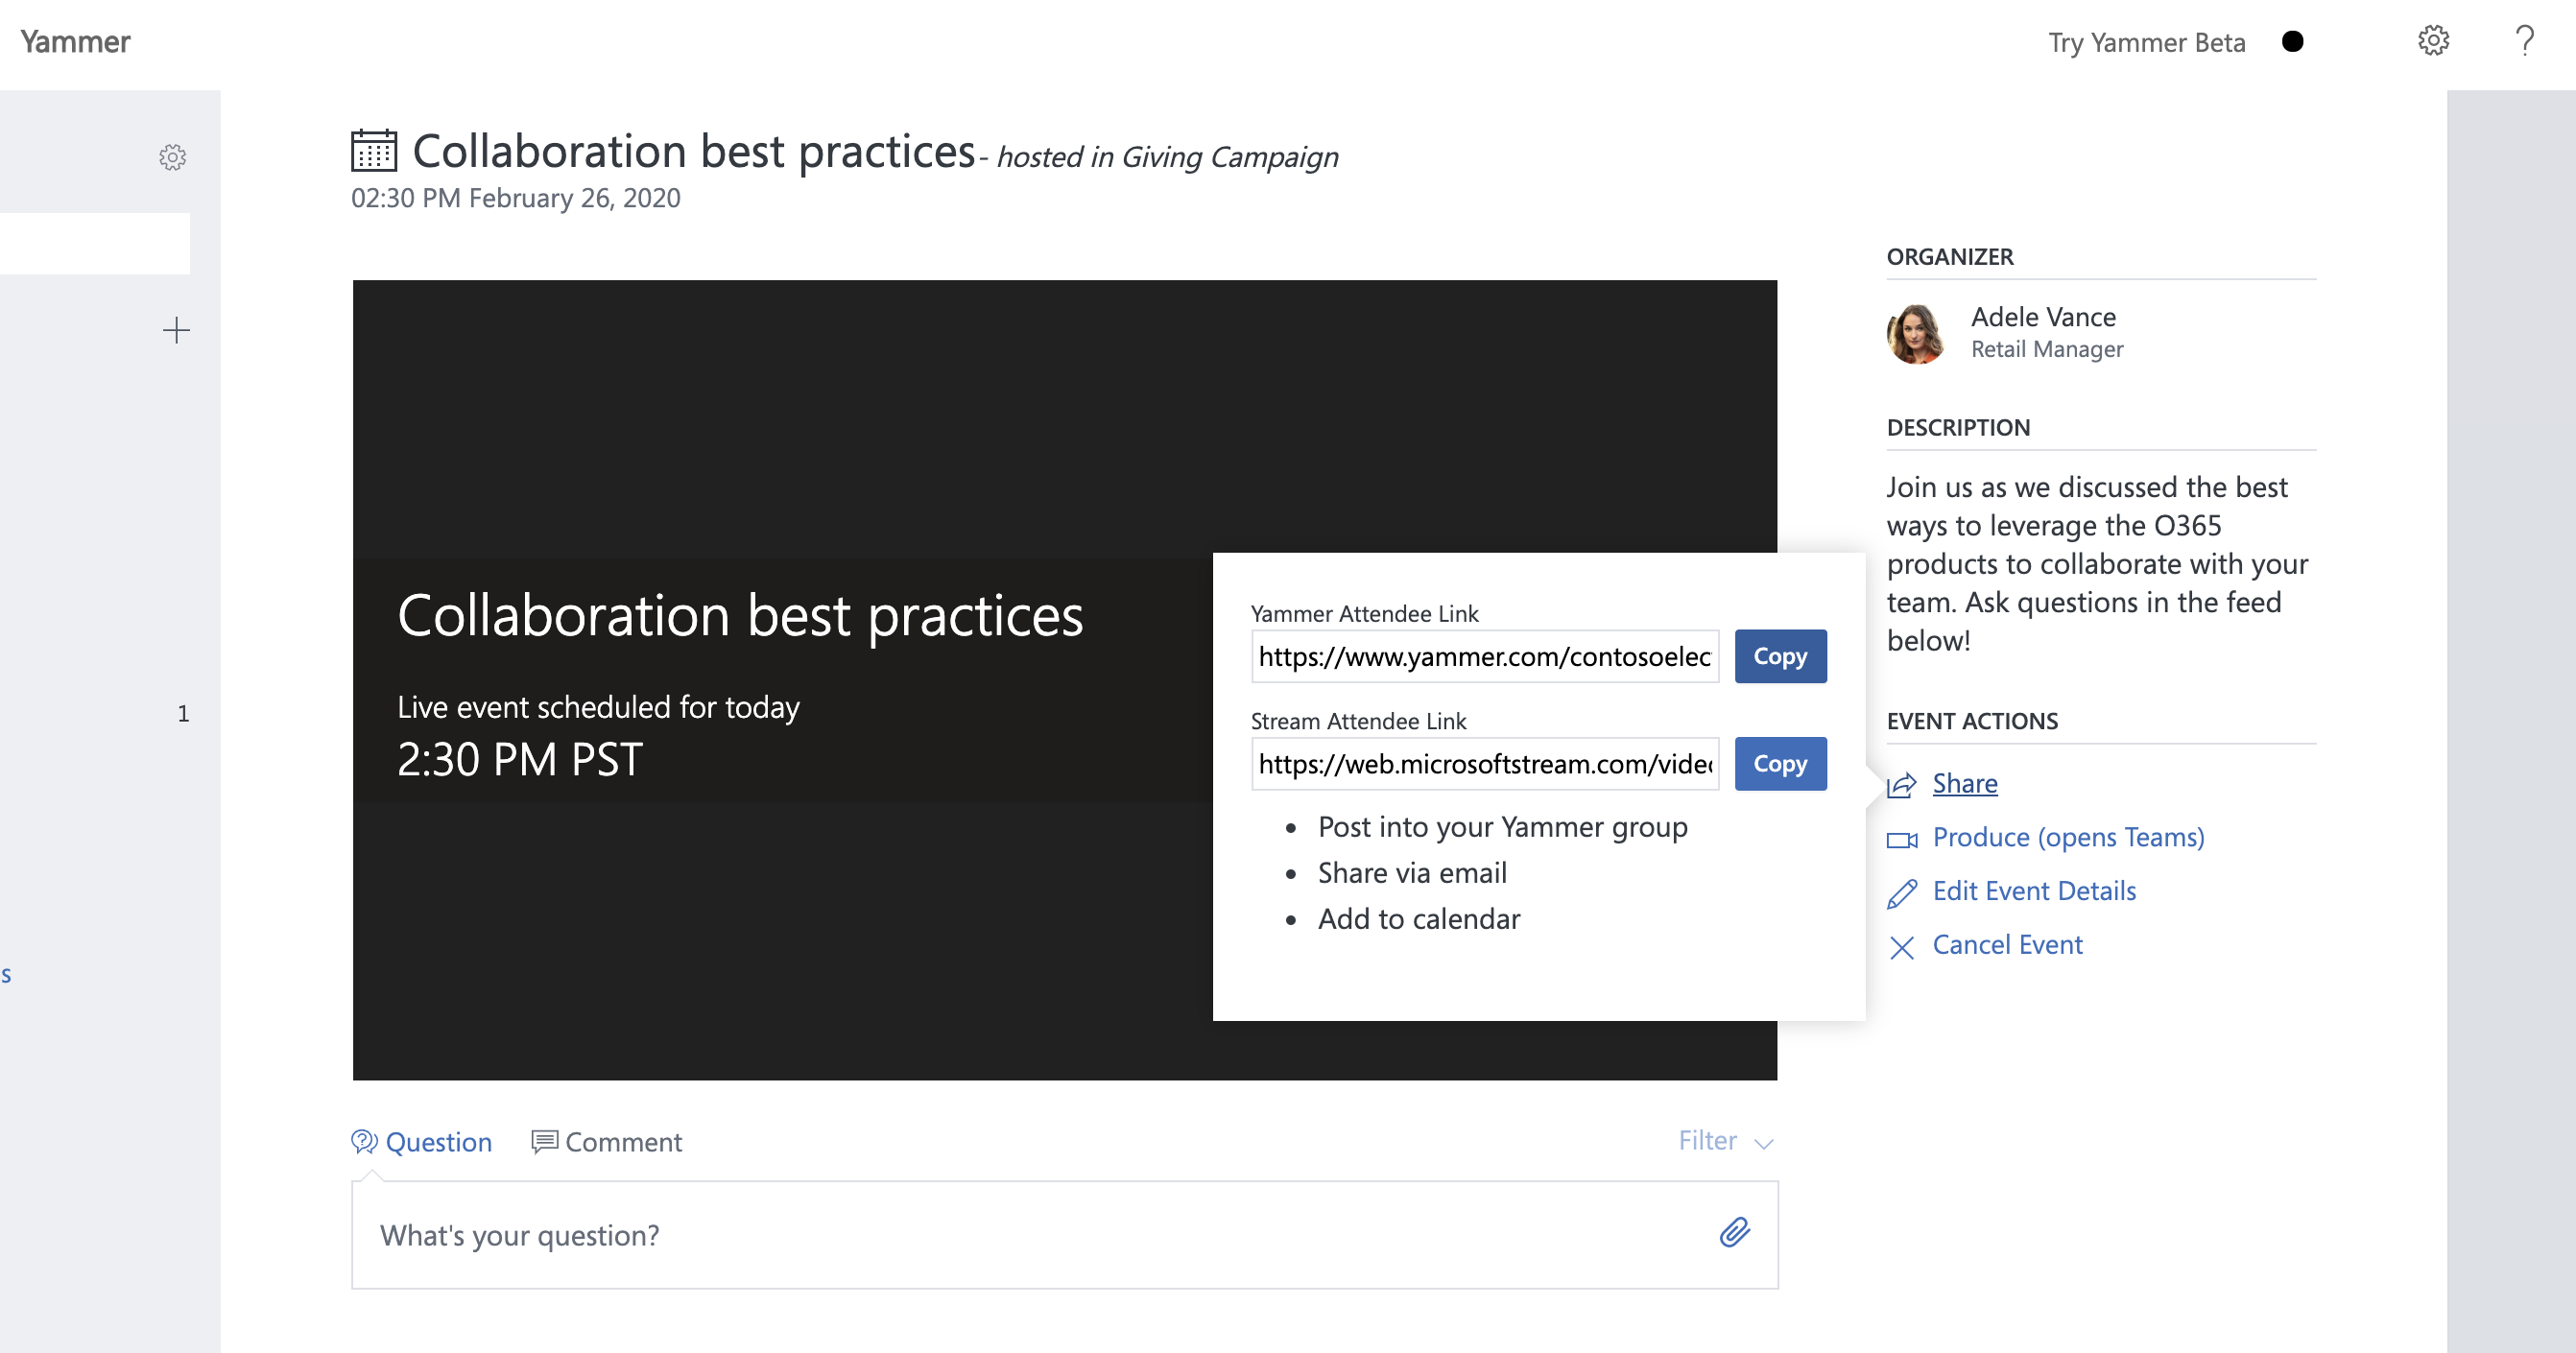 Yammer
Try Yammer Beta
?
Collaboration best practices - hosted in Giving Campaign
02:30 PM February 26, 2020
1
s
Collaboration best practices
Live event scheduled for today
2:30 PM PST
Yammer Attendee Link
https://www.yammer.com/contosoelec
Copy
Stream Attendee Link
https://web.microsoftstream.com/vide
Copy
• Post into your Yammer group
• Share via email
• Add to calendar
ORGANIZER
Adele Vance
Retail Manager
DESCRIPTION
Join us as we discussed the best
ways to leverage the O365
products to collaborate with your
team. Ask questions in the feed
below!
EVENT ACTIONS
Share
Produce (opens Teams)
Edit Event Details
Cancel Event
Question
Comment
Filter
What's your question?